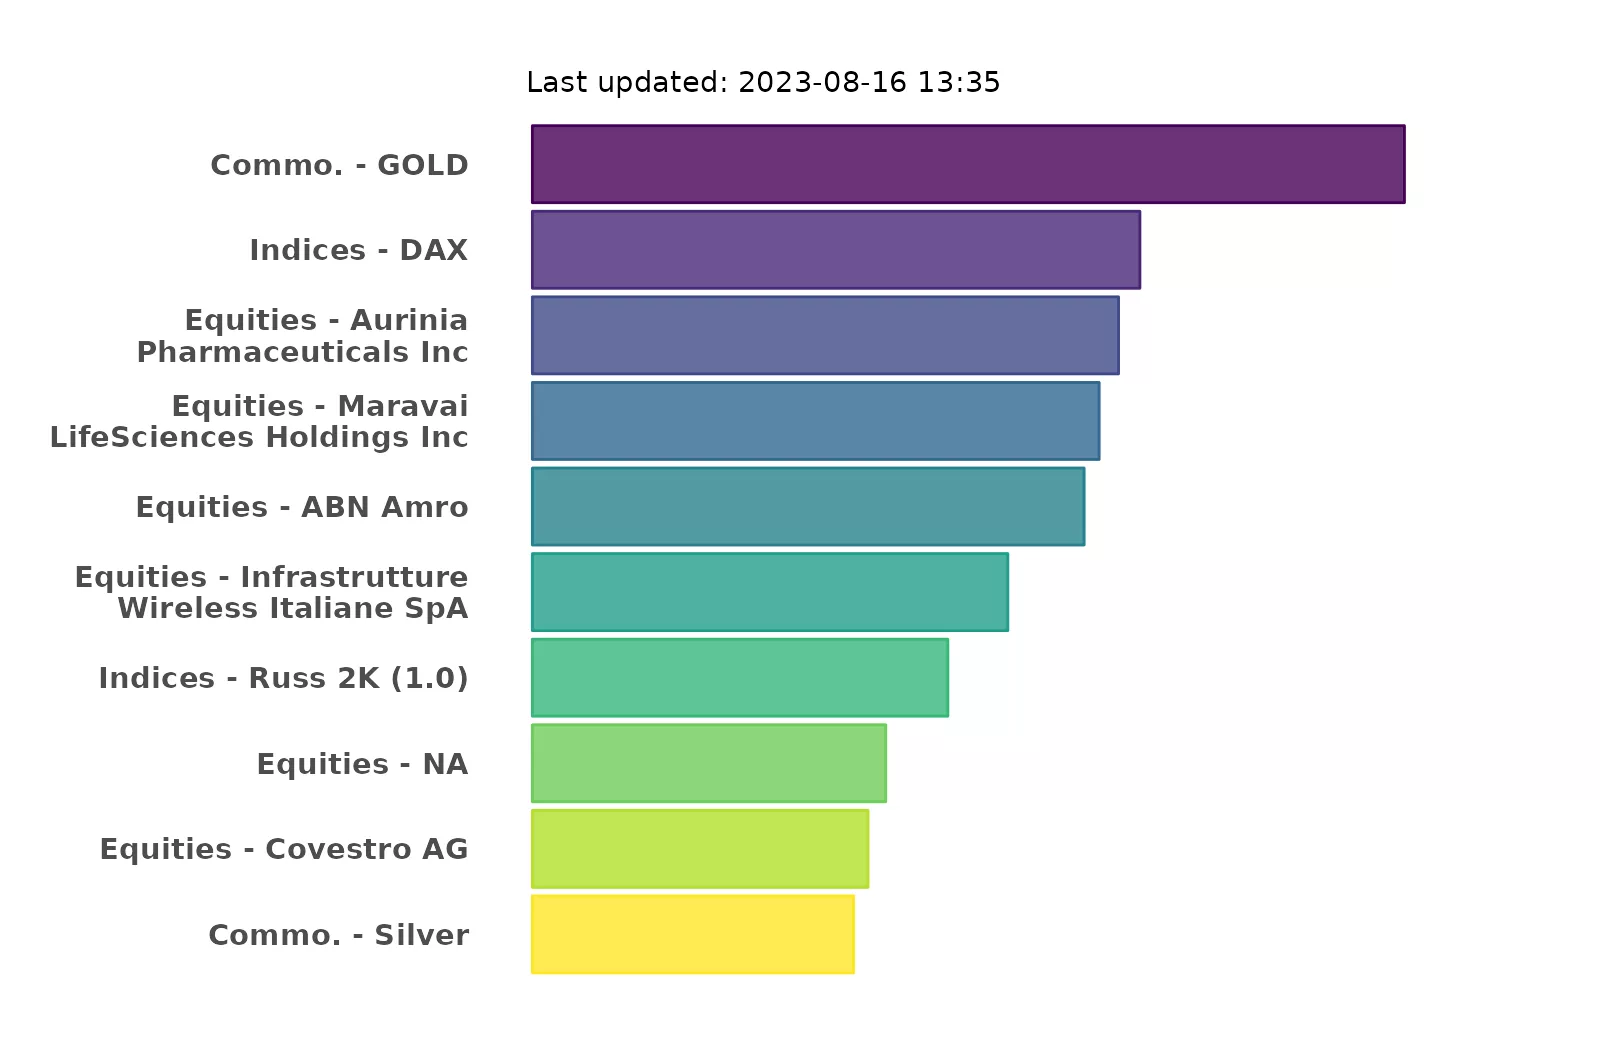 Last updated: 2023-08-16 13:35
Commo. - GOLD
Indices - DAX
Equities - Aurinia
Pharmaceuticals Inc
Equities - Maravai
LifeSciences Holdings Inc
Equities - ABN Amro
Equities - Infrastrutture
Wireless Italiane SpA
Indices - Russ 2K (1.0)
Equities - NA
Equities - Covestro AG
Commo. - Silver